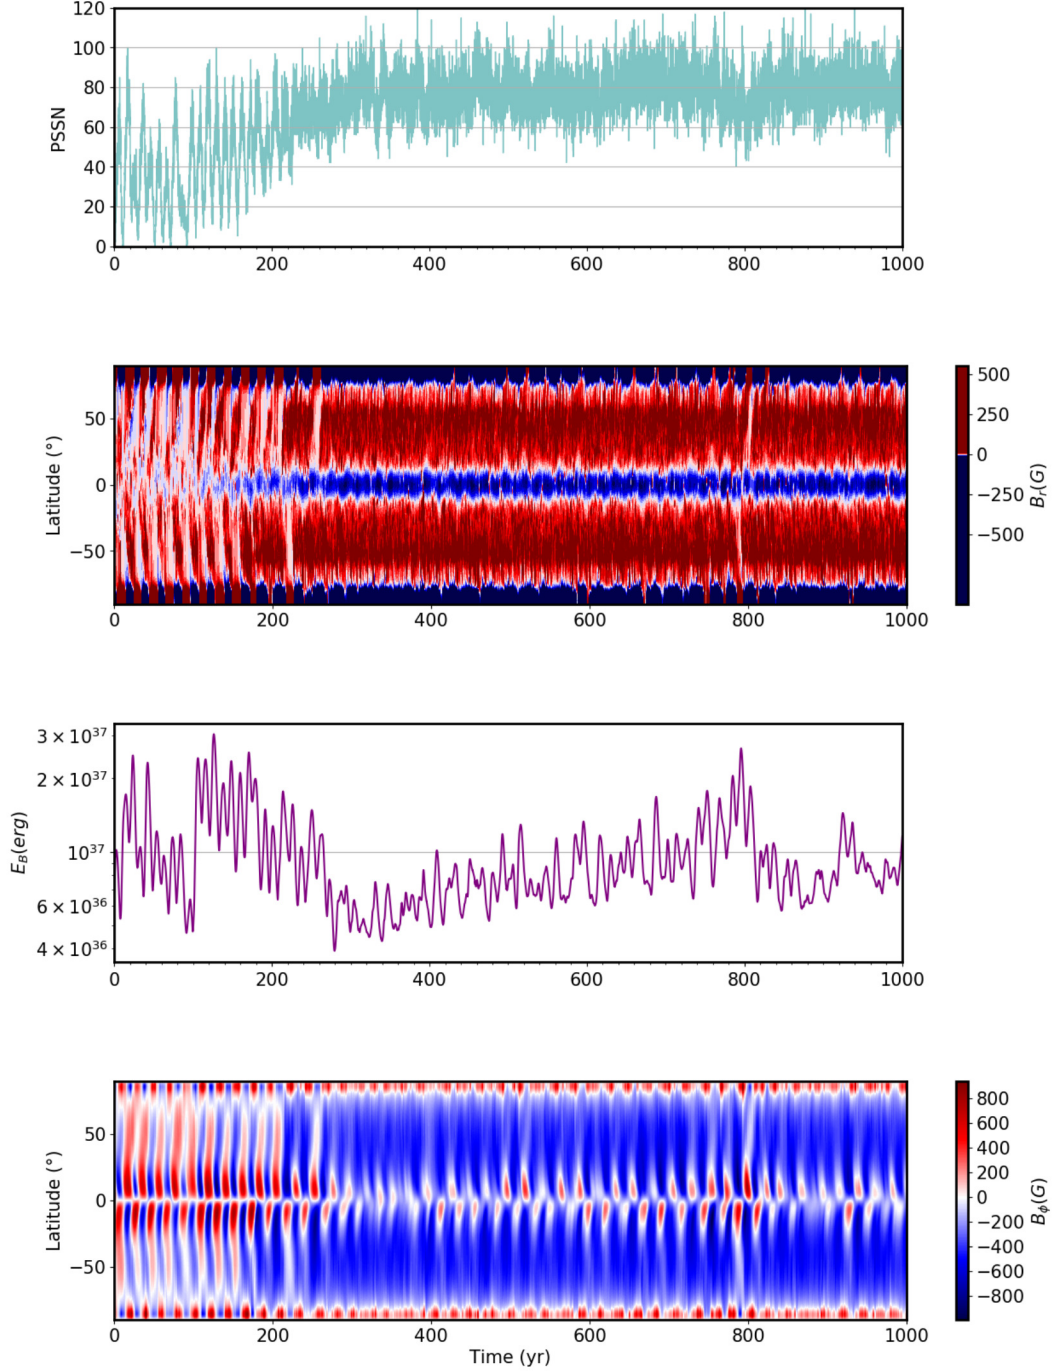 120
100
80
60
40
20
0
PSSN
0 200 400 600 800 1000
50
0
−50
Latitude (°)
0 200 400 600 800 1000
500
250
0
−250
−500
B_r(G)
3 × 10^37
2 × 10^37
10^37
6 × 10^36
4 × 10^36
E_B(erg)
0 200 400 600 800 1000
50
0
−50
Latitude (°)
0 200 400 600 800 1000
Time (yr)
800
600
400
200
0
−200
−400
−600
−800
B_ϕ(G)